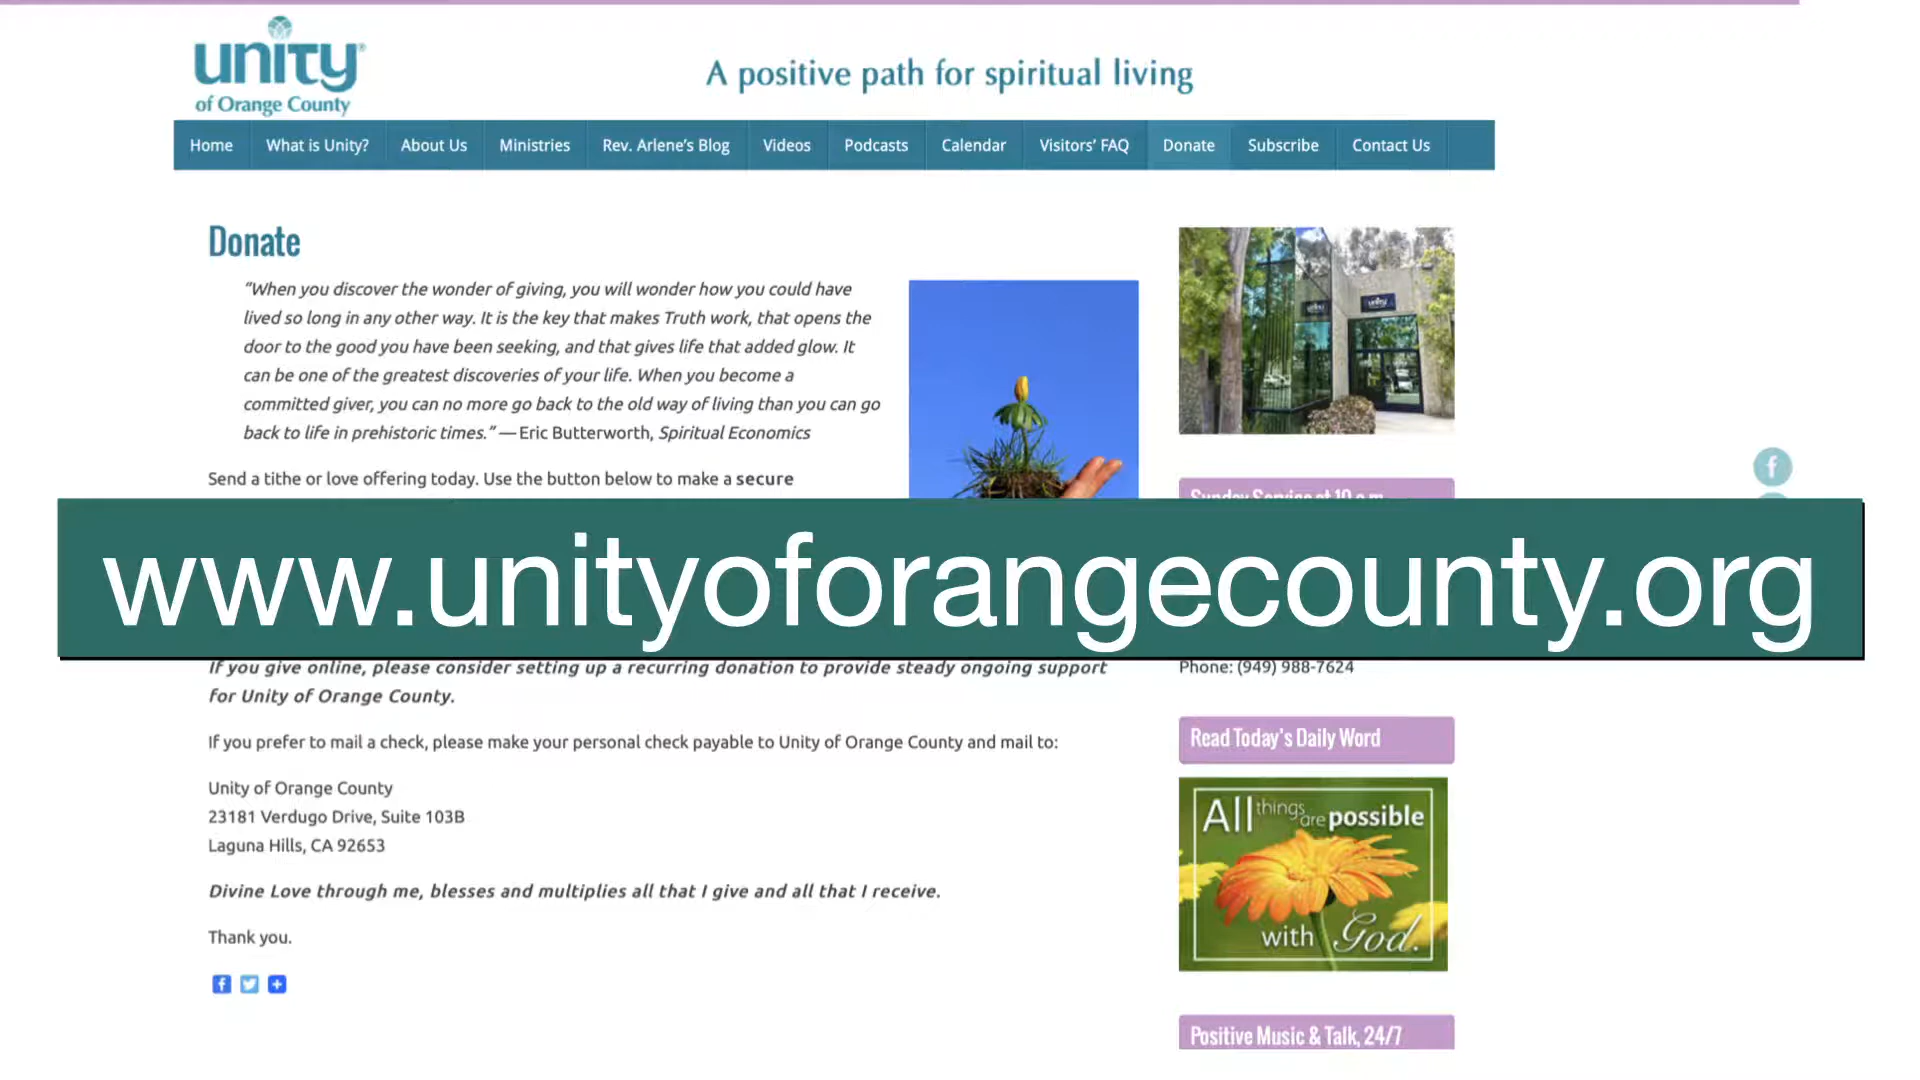 unity®
of Orange County
A positive path for spiritual living
Home What is Unity? About Us Ministries Rev. Arlene's Blog Videos Podcasts Calendar Visitors' FAQ Donate Subscribe Contact Us
Donate
"When you discover the wonder of giving, you will wonder how you could have
lived so long in any other way. It is the key that makes Truth work, that opens the
door to the good you have been seeking, and that gives life that added glow. It
can be one of the greatest discoveries of your life. When you become a
committed giver, you can no more go back to the old way of living than you can go
back to life in prehistoric times." — Eric Butterworth, Spiritual Economics
Send a tithe or love offering today. Use the button below to make a secure
unity
Sunday Service at 10 a.m.
www.unityoforangecounty.org
If you give online, please consider setting up a recurring donation to provide steady ongoing support
for Unity of Orange County.
If you prefer to mail a check, please make your personal check payable to Unity of Orange County and mail to:
Unity of Orange County
23181 Verdugo Drive, Suite 103B
Laguna Hills, CA 92653
Divine Love through me, blesses and multiplies all that I give and all that I receive.
Thank you.
Phone: (949) 988-7624
Read Today's Daily Word
All things are possible
with God.
Positive Music & Talk, 24/7